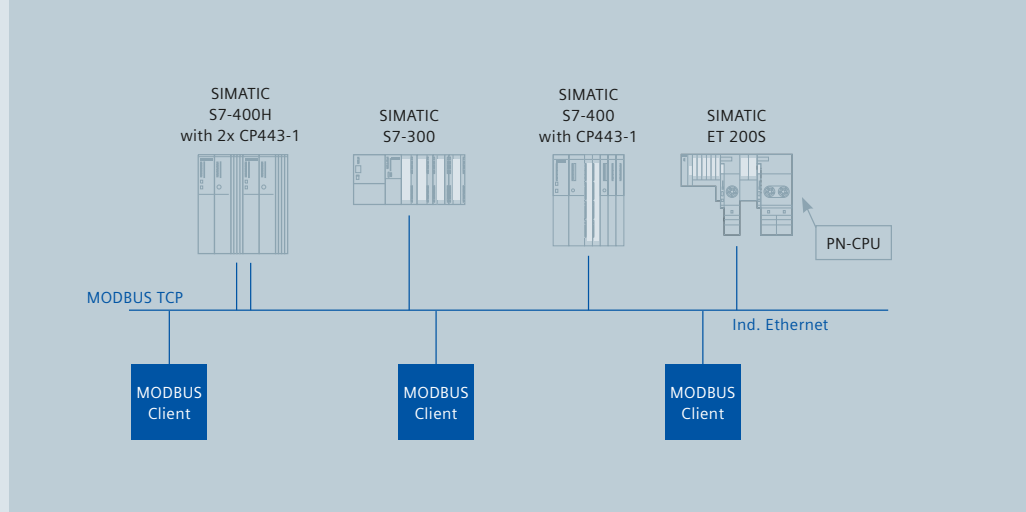 SIMATIC
S7-400H
with 2x CP443-1
SIMATIC
S7-300
SIMATIC
S7-400
with CP443-1
SIMATIC
ET 200S
PN-CPU
MODBUS TCP
Ind. Ethernet
MODBUS
Client
MODBUS
Client
MODBUS
Client